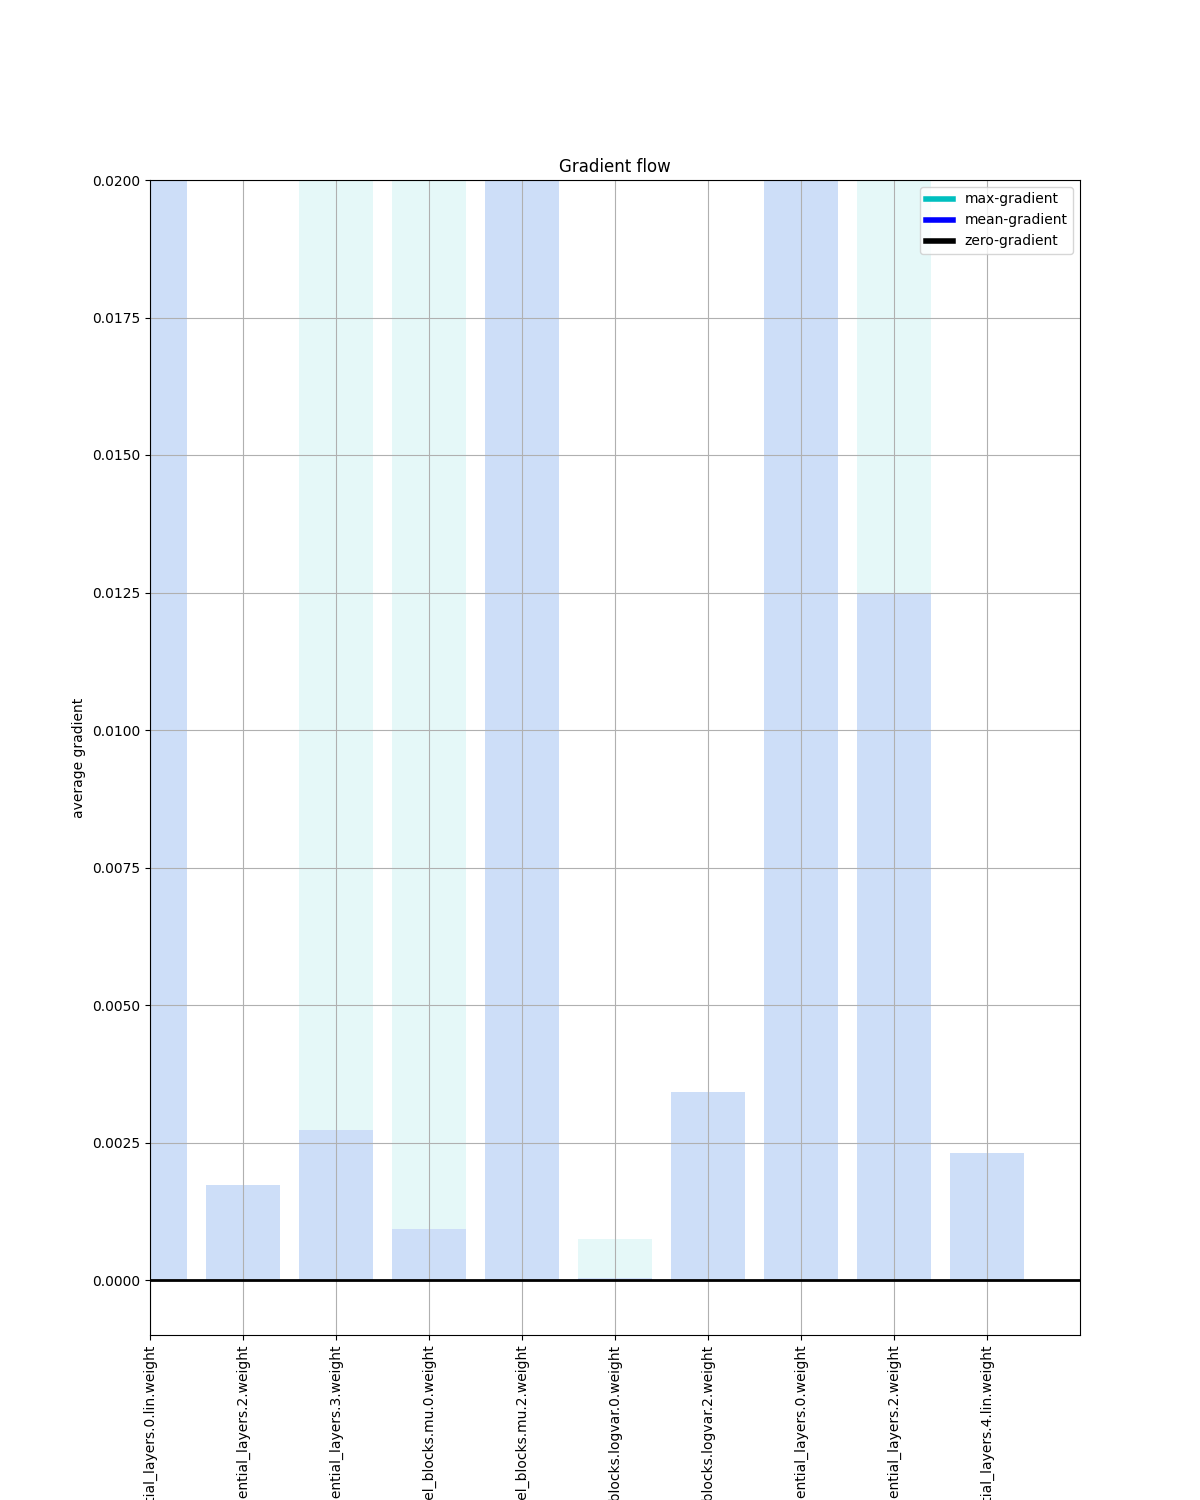 Gradient flow
max-gradient
mean-gradient
zero-gradient
0.0200
0.0175
0.0150
0.0125
0.0100
0.0075
0.0050
0.0025
0.0000
average gradient
tial_layers.0.lin.weight
ential_layers.2.weight
ential_layers.3.weight
el_blocks.mu.0.weight
el_blocks.mu.2.weight
blocks.logvar.0.weight
blocks.logvar.2.weight
ential_layers.0.weight
ential_layers.2.weight
tial_layers.4.lin.weight